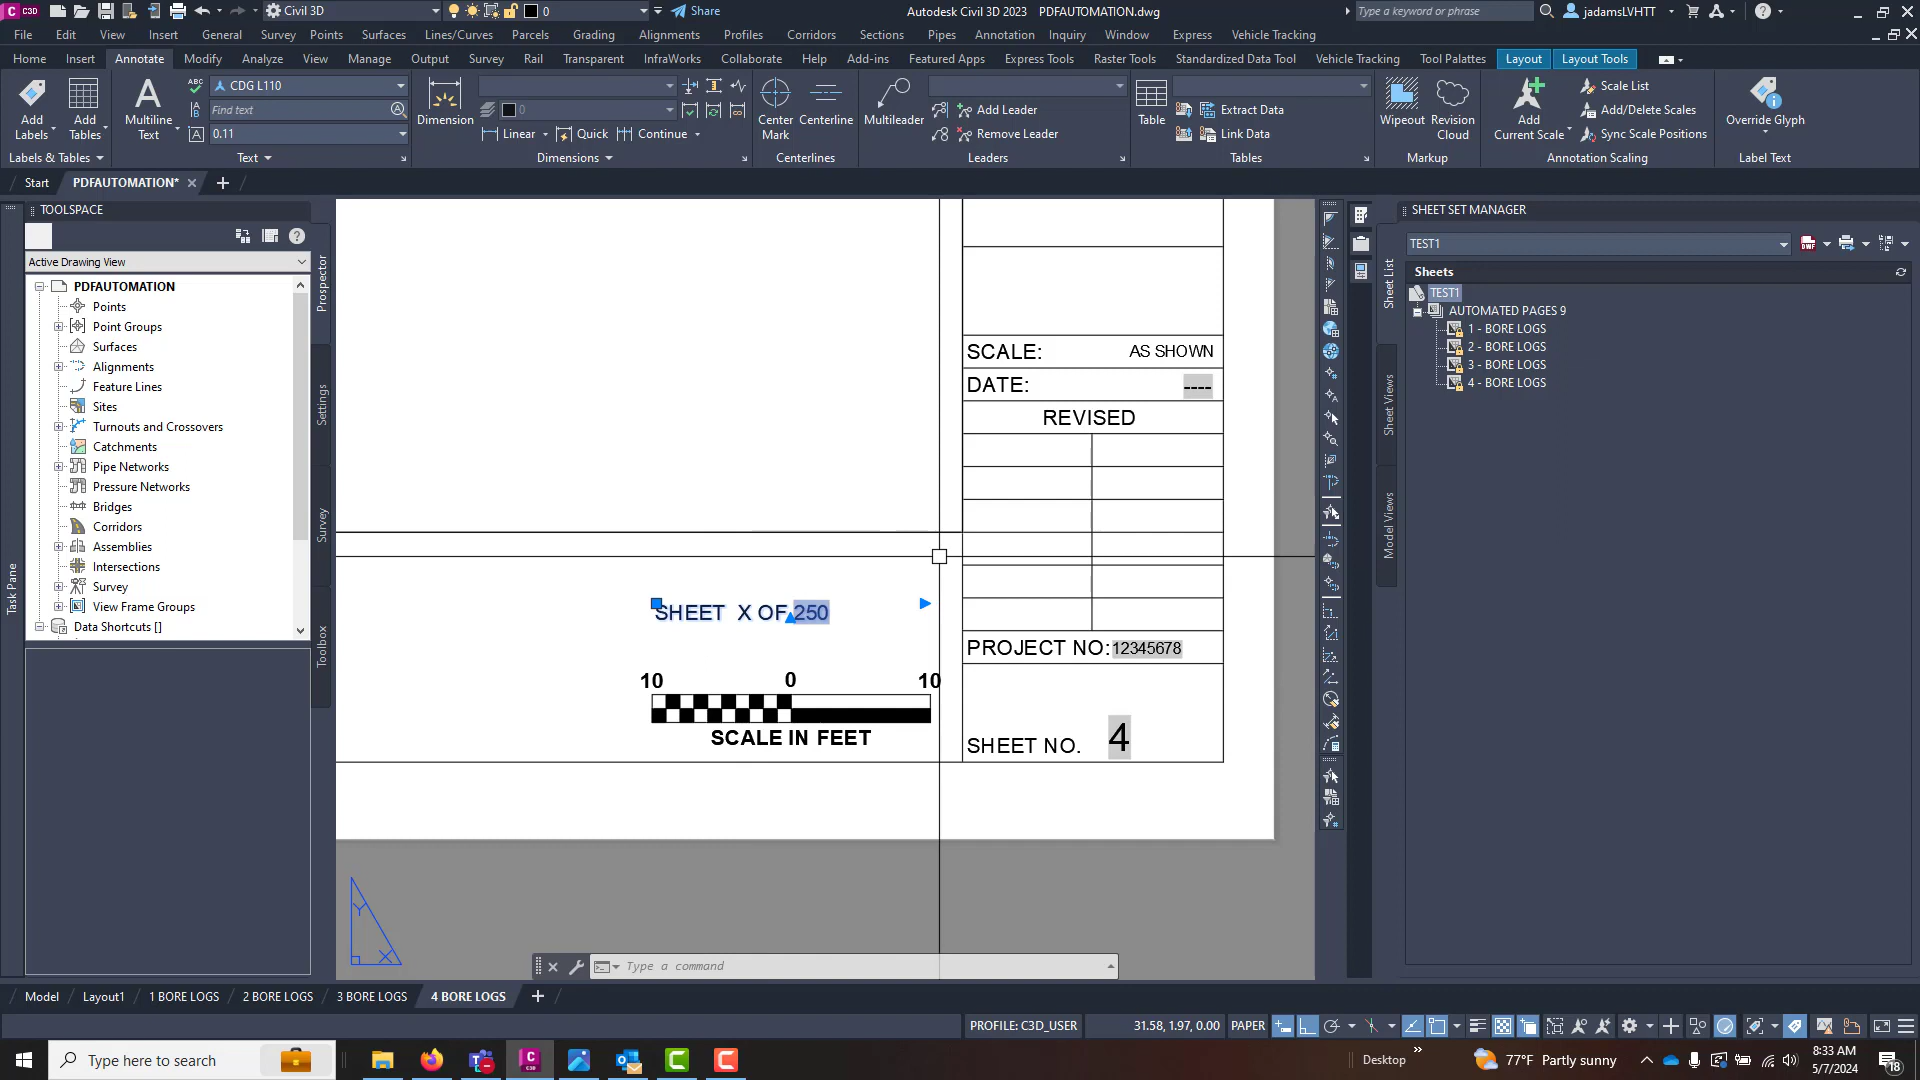 C3D
Civil 3D
0
Share
Autodesk Civil 3D 2023 PDFAUTOMATION.dwg
Type a keyword or phrase
jadamsLVHTT
File Edit View Insert General Survey Points Surfaces Lines/Curves Parcels Grading Alignments Profiles Corridors Sections Pipes Annotation Inquiry Window Express Vehicle Tracking
Home Insert Annotate Modify Analyze View Manage Output Survey Rail Transparent InfraWorks Collaborate Help Add-ins Featured Apps Express Tools Raster Tools Standardized Data Tool Vehicle Tracking Tool Palettes Layout Layout Tools
Add Labels
Add Tables
Labels & Tables
Multiline Text
ABC
CDG L110
Find text
0.11
Text
Dimension
0
Linear Quick Continue
Dimensions
Center Mark
Centerline
Centerlines
Multileader
Add Leader
Remove Leader
Leaders
Table
Extract Data
Link Data
Tables
Wipeout
Revision Cloud
Markup
Add Current Scale
Scale List
Add/Delete Scales
Sync Scale Positions
Annotation Scaling
Override Glyph
Label Text
Start PDFAUTOMATION*
TOOLSPACE
Active Drawing View
PDFAUTOMATION
Points
Point Groups
Surfaces
Alignments
Feature Lines
Sites
Turnouts and Crossovers
Catchments
Pipe Networks
Pressure Networks
Bridges
Corridors
Assemblies
Intersections
Survey
View Frame Groups
Data Shortcuts []
Prospector
Settings
Survey
Toolbox
Task Pane
SCALE: AS SHOWN
DATE: ----
REVISED
SHEET X OF 250
10 0 10
SCALE IN FEET
PROJECT NO: 12345678
SHEET NO. 4
Y
X
Type a command
SHEET SET MANAGER
TEST1
Sheets
TEST1
AUTOMATED PAGES 9
1 - BORE LOGS
2 - BORE LOGS
3 - BORE LOGS
4 - BORE LOGS
Sheet List
Sheet Views
Model Views
Model Layout1 1 BORE LOGS 2 BORE LOGS 3 BORE LOGS 4 BORE LOGS
PROFILE: C3D_USER 31.58, 1.97, 0.00 PAPER
Type here to search
Desktop
77°F Partly sunny
8:33 AM
5/7/2024
18